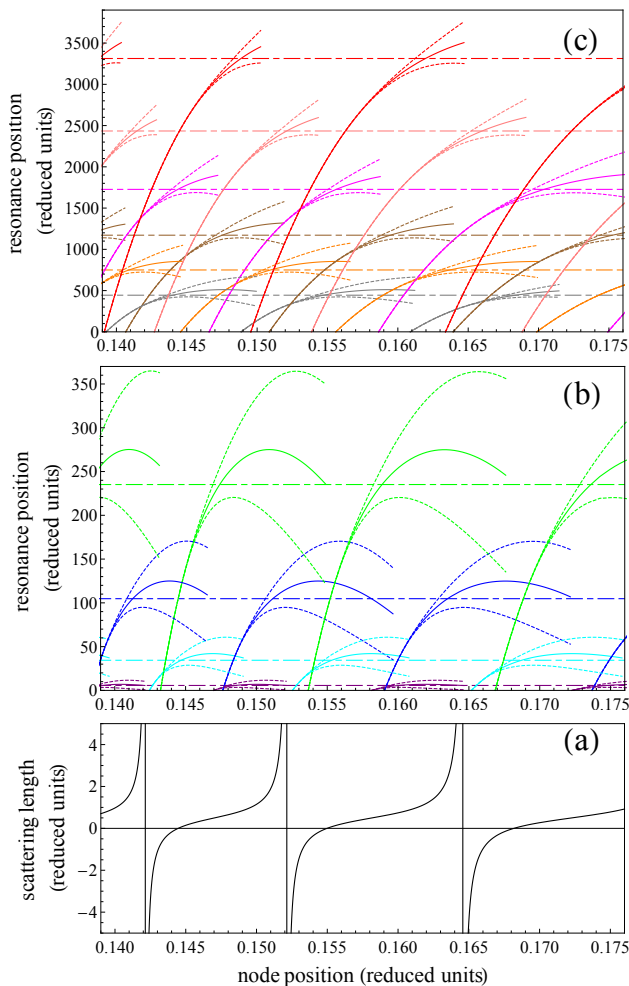 (c)
resonance position
(reduced units)
3500
3000
2500
2000
1500
1000
500
0
0.140 0.145 0.150 0.155 0.160 0.165 0.170 0.175
(b)
resonance position
(reduced units)
350
300
250
200
150
100
50
0
0.140 0.145 0.150 0.155 0.160 0.165 0.170 0.175
(a)
scattering length
(reduced units)
4
2
0
−2
−4
0.140 0.145 0.150 0.155 0.160 0.165 0.170 0.175
node position (reduced units)